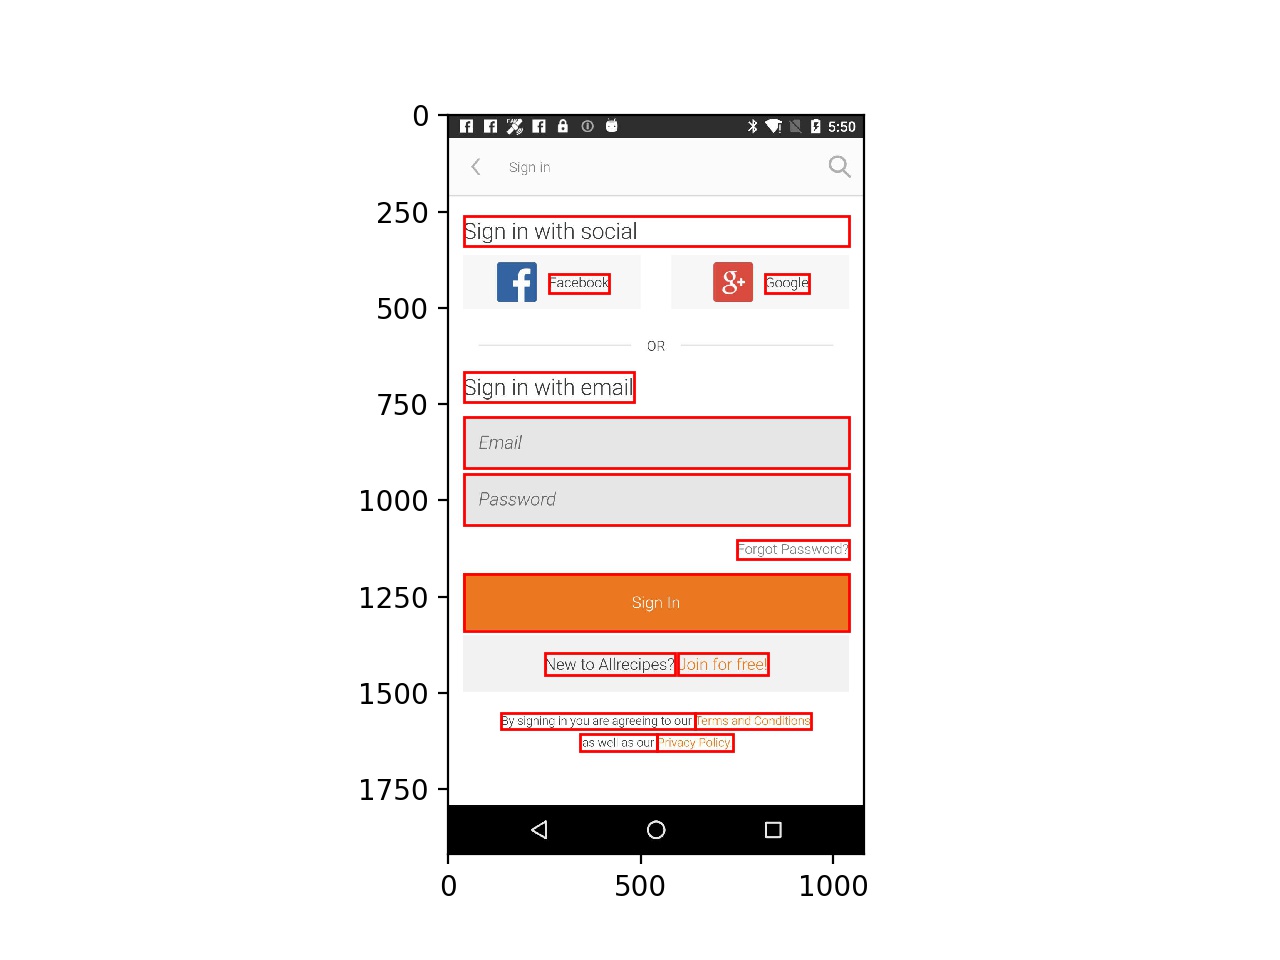 0
250
500
750
1000
1250
1500
1750
5:50
Sign in
Sign in with social
Facebook
g+ Google
OR
Sign in with email
Email
Password
Forgot Password?
Sign In
New to Allrecipes? Join for free!
By signing in you are agreeing to our Terms and Conditions
as well as our Privacy Policy.
0 500 1000